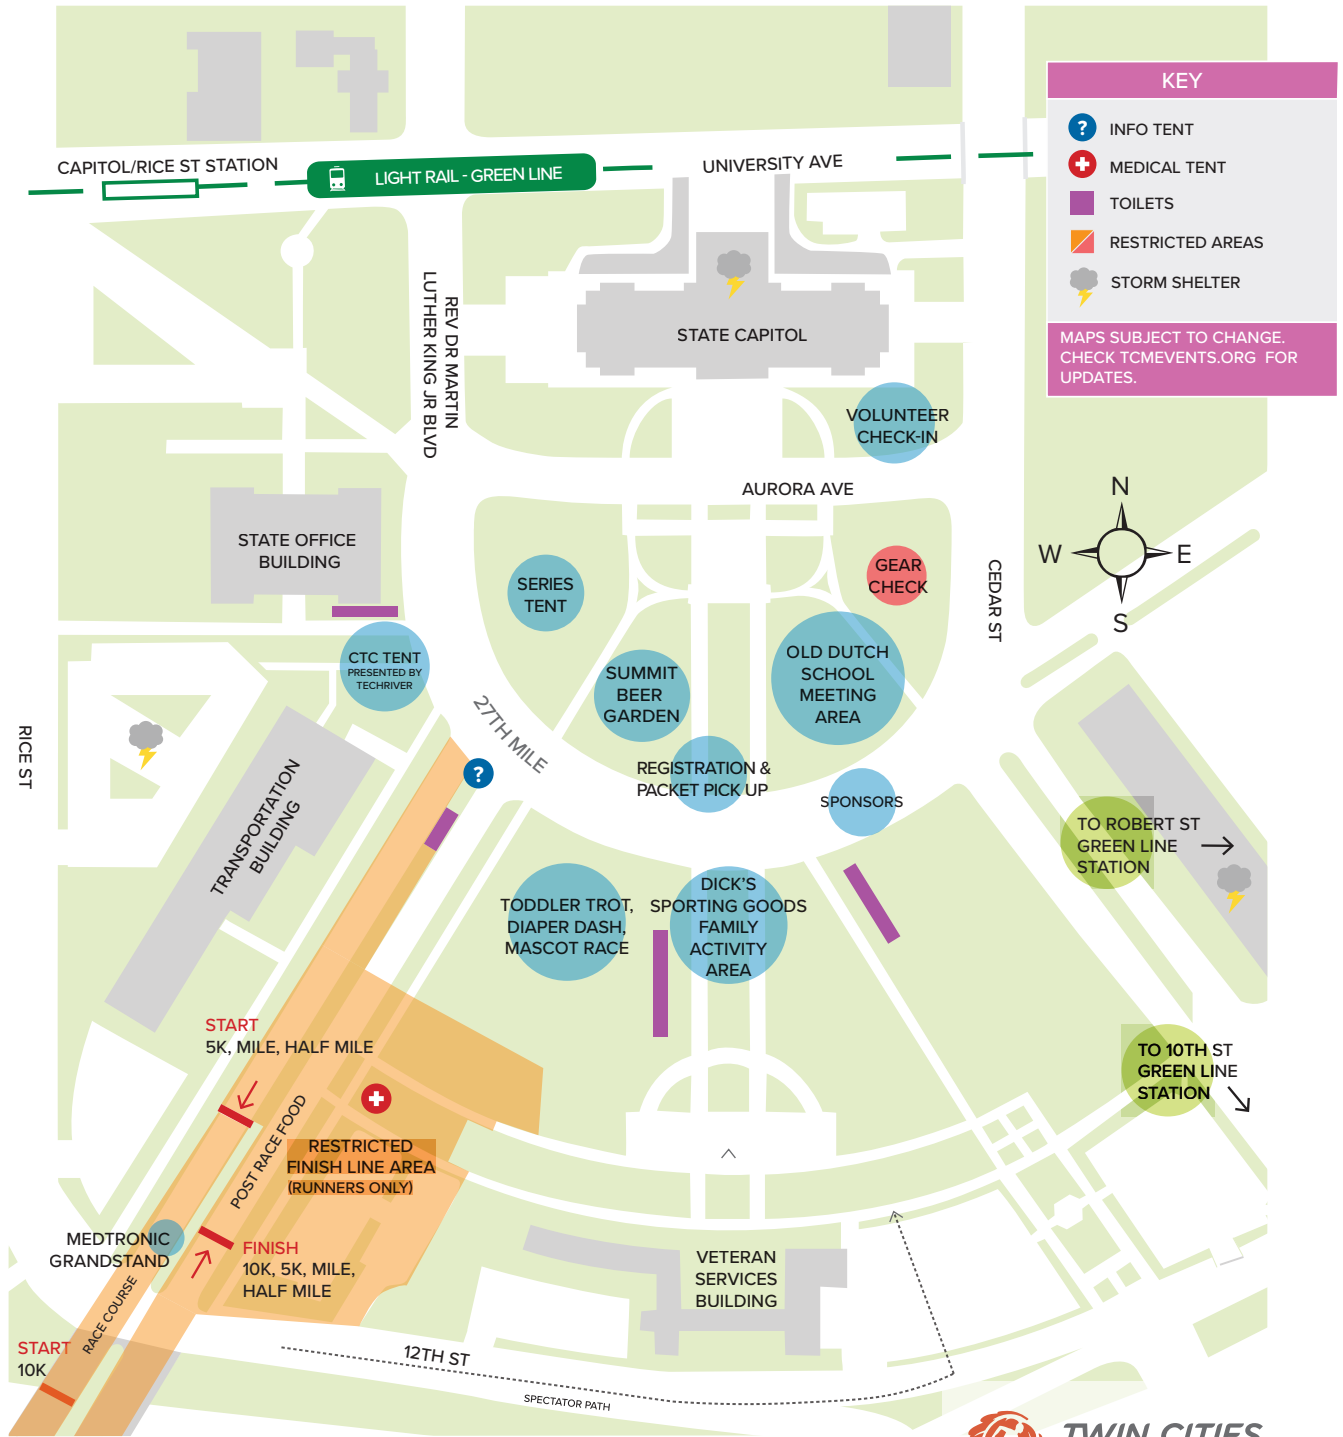 KEY
?
INFO TENT
MEDICAL TENT
TOILETS
RESTRICTED AREAS
STORM SHELTER
MAPS SUBJECT TO CHANGE.
CHECK TCMEVENTS.ORG FOR
UPDATES.
CAPITOL/RICE ST STATION
LIGHT RAIL - GREEN LINE
UNIVERSITY AVE
REV DR MARTIN
LUTHER KING JR BLVD
STATE CAPITOL
VOLUNTEER
CHECK-IN
AURORA AVE
N
W
E
S
STATE OFFICE
BUILDING
SERIES
TENT
GEAR
CHECK
CEDAR ST
CTC TENT
PRESENTED BY
TECHRIVER
SUMMIT
BEER
GARDEN
OLD DUTCH
SCHOOL
MEETING
AREA
27TH MILE
RICE ST
?
REGISTRATION &
PACKET PICK UP
SPONSORS
TRANSPORTATION
BUILDING
TO ROBERT ST
GREEN LINE
STATION
TODDLER TROT,
DIAPER DASH,
MASCOT RACE
DICK'S
SPORTING GOODS
FAMILY
ACTIVITY
AREA
START
5K, MILE, HALF MILE
TO 10TH ST
GREEN LINE
STATION
POST RACE FOOD
RESTRICTED
FINISH LINE AREA
(RUNNERS ONLY)
MEDTRONIC
GRANDSTAND
FINISH
10K, 5K, MILE,
HALF MILE
VETERAN
SERVICES
BUILDING
RACE COURSE
START
10K
12TH ST
SPECTATOR PATH
TWIN CITIES